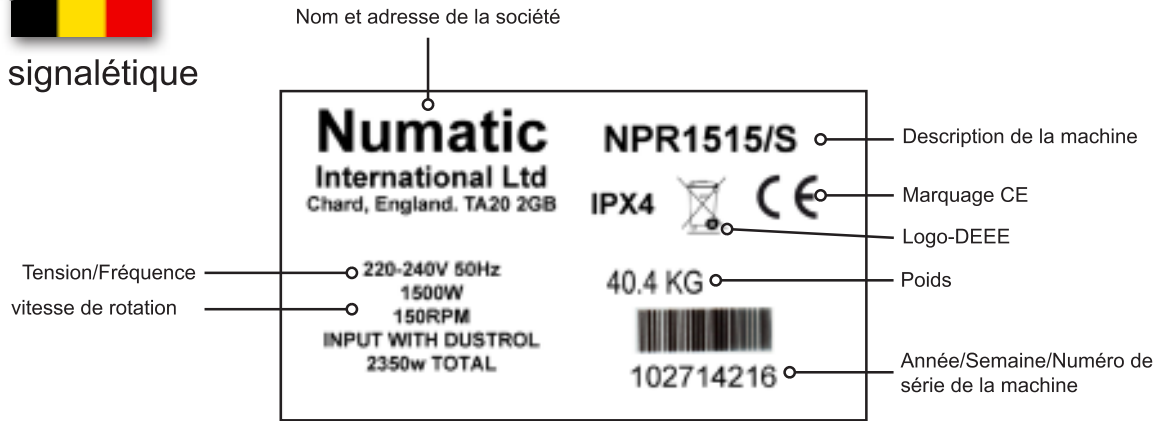 Nom et adresse de la société
signalétique
Numatic
International Ltd
Chard, England. TA20 2GB
NPR1515/S
Description de la machine
IPX4
CE
Marquage CE
Logo-DEEE
Tension/Fréquence
220-240V 50Hz
1500W
vitesse de rotation
150RPM
INPUT WITH DUSTROL
2350w TOTAL
40.4 KG
Poids
102714216
Année/Semaine/Numéro de
série de la machine